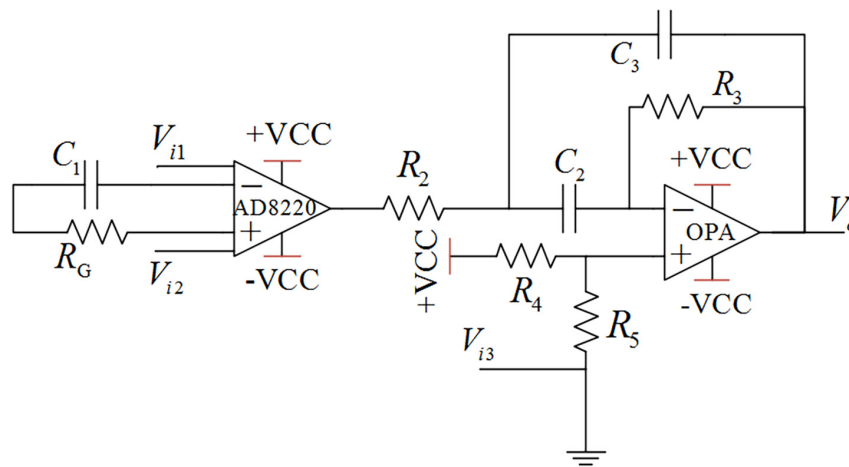 C3
R3
Vi1
+VCC
C1
AD8220
RG
Vi2
-VCC
R2
C2
+VCC
OPA
-VCC
+VCC
R4
R5
Vi3